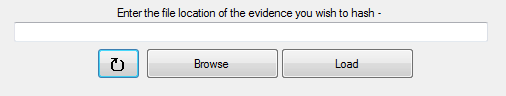 Enter the file location of the evidence you wish to hash -
Browse
Load